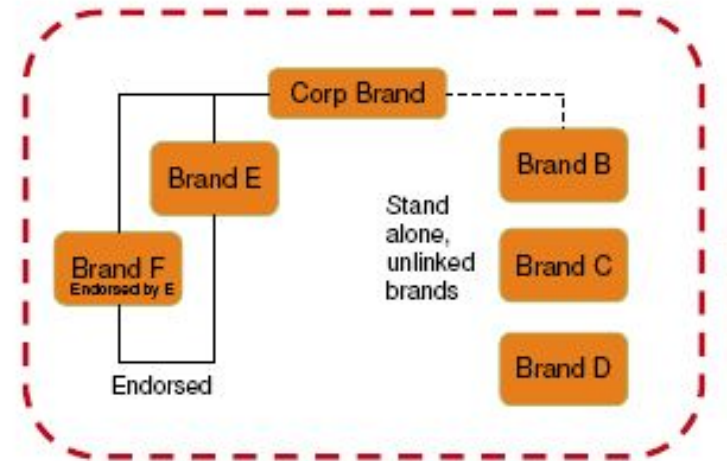 Corp Brand
Brand E
Brand F
Endorsed by E
Endorsed
Stand
alone,
unlinked
brands
Brand B
Brand C
Brand D